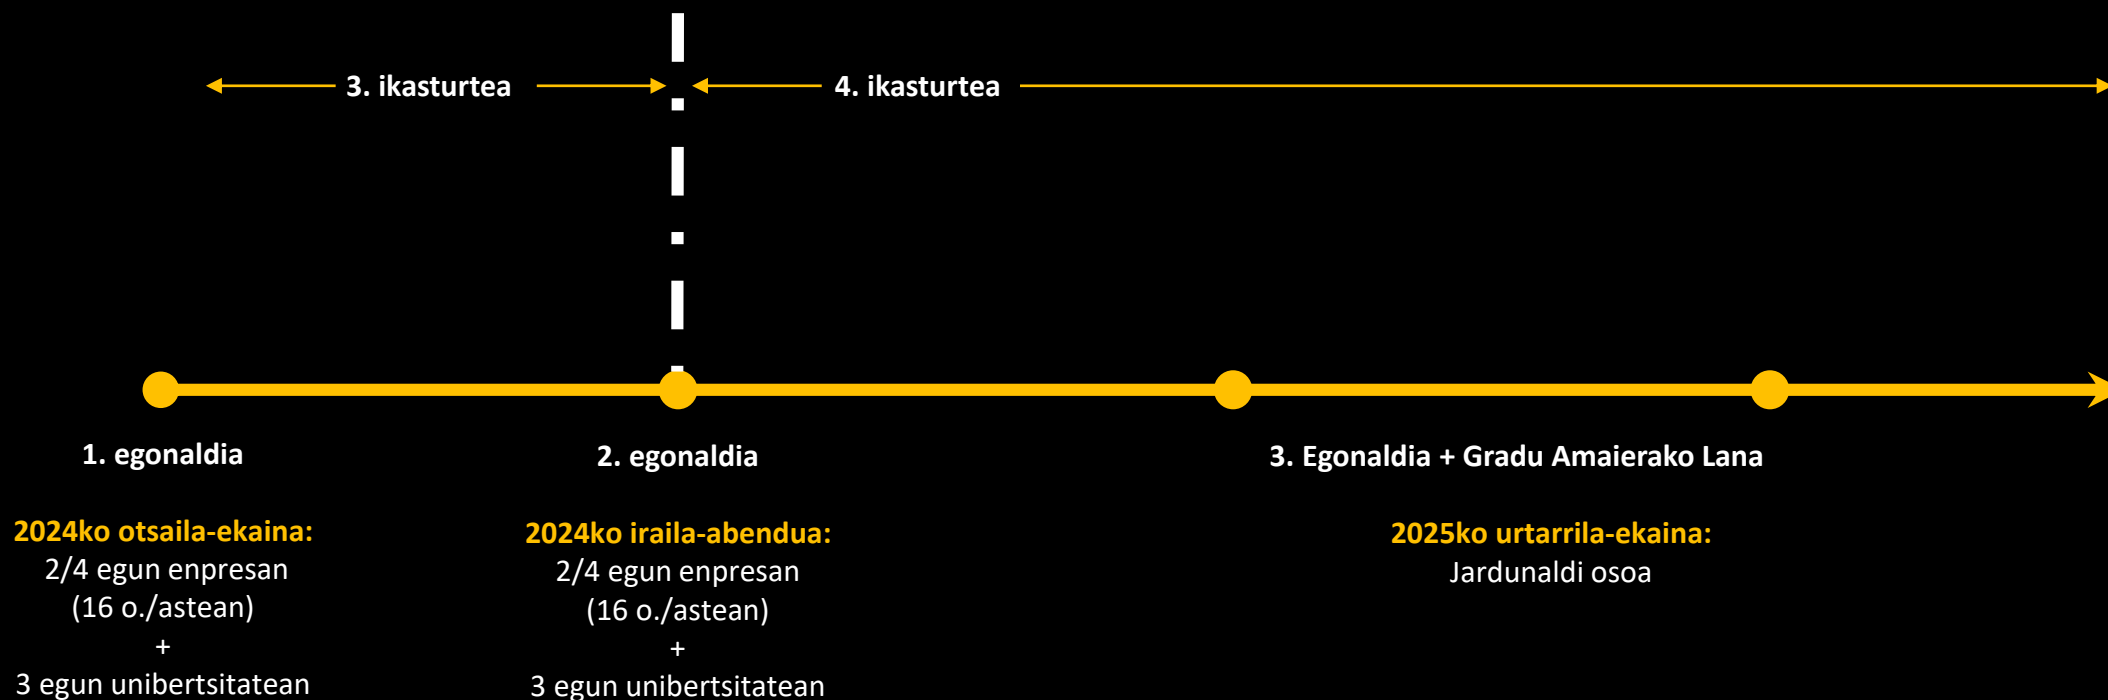 3. ikasturtea
4. ikasturtea
1. egonaldia
2024ko otsaila-ekaina:
2/4 egun enpresan
(16 o./astean)
+
3 egun unibertsitatean
2. egonaldia
2024ko iraila-abendua:
2/4 egun enpresan
(16 o./astean)
+
3 egun unibertsitatean
3. Egonaldia + Gradu Amaierako Lana
2025ko urtarrila-ekaina:
Jardunaldi osoa